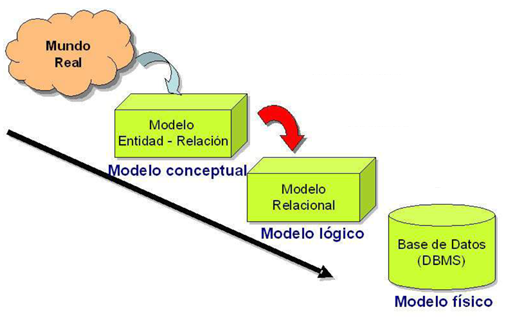 Mundo
Real
Modelo
Entidad - Relación
Modelo conceptual
Modelo
Relacional
Modelo lógico
Base de Datos
(DBMS)
Modelo físico